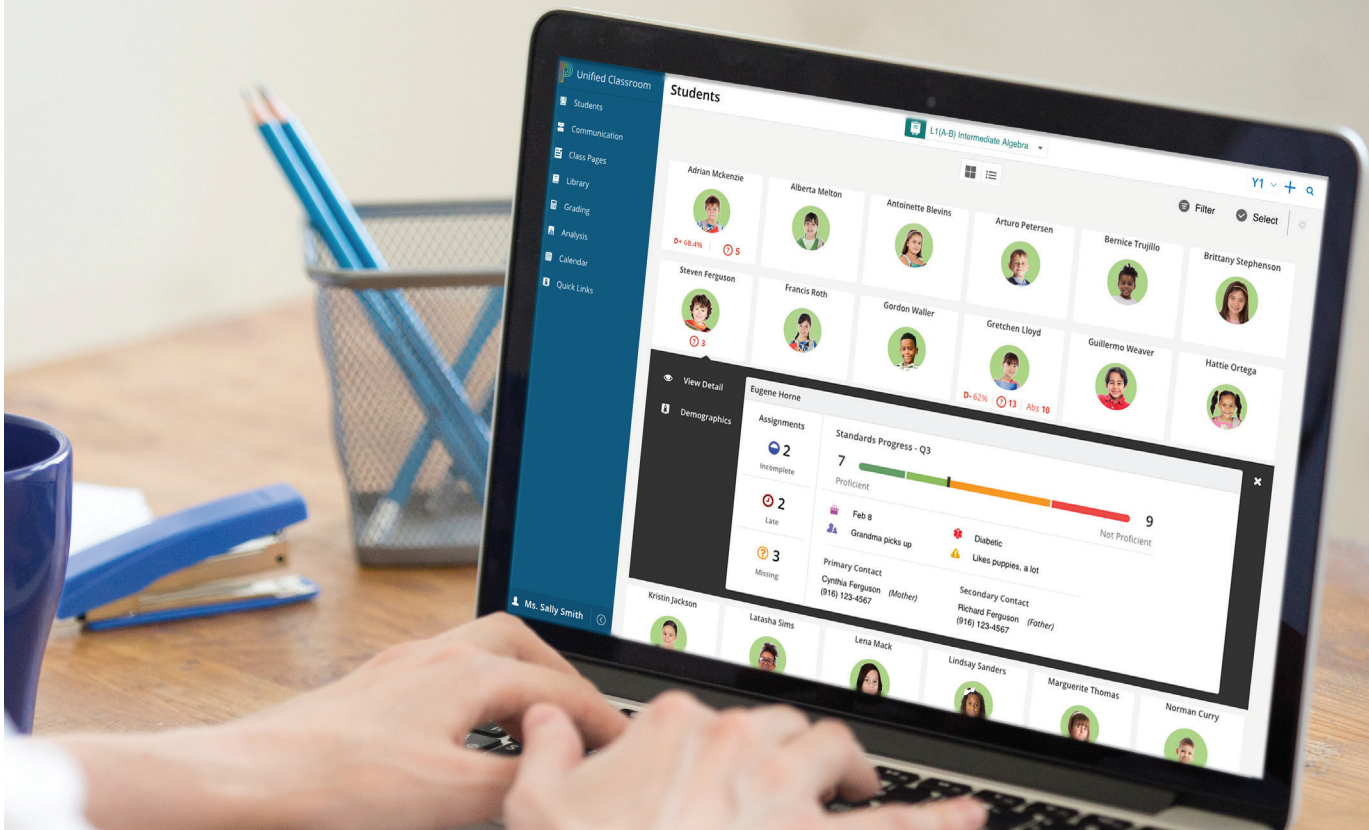 Unified Classroom
Students
Communication
Class Pages
Library
Grading
Analysis
Calendar
Quick Links
Ms. Sally Smith
Students
L1(A-B) Intermediate Algebra
Y1
Filter
Select
Adrian Mckenzie
Alberta Melton
Antoinette Blevins
Arturo Petersen
Bernice Trujillo
Brittany Stephenson
D+ 68.4% ? 5
Steven Ferguson
Francis Roth
Gordon Waller
Gretchen Lloyd
Guillermo Weaver
Hattie Ortega
? 3
D- 62% ? 13 Abs 10
View Detail
Demographics
Eugene Horne
Assignments
2
Incomplete
2
Late
? 3
Missing
Standards Progress - Q3
7
Proficient
9
Not Proficient
Feb 8
Grandma picks up
Diabetic
Likes puppies, a lot
Primary Contact
Cynthia Ferguson (Mother)
(916) 123-4567
Secondary Contact
Richard Ferguson (Father)
(916) 123-4567
Kristin Jackson
Latasha Sims
Lena Mack
Lindsay Sanders
Marguerite Thomas
Norman Curry